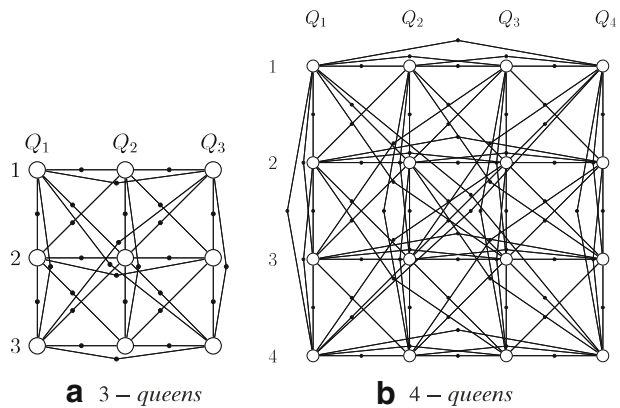 Q₁ Q₂ Q₃
1
2
3
Q₁ Q₂ Q₃ Q₄
1
2
3
4
a 3 − queens
b 4 − queens